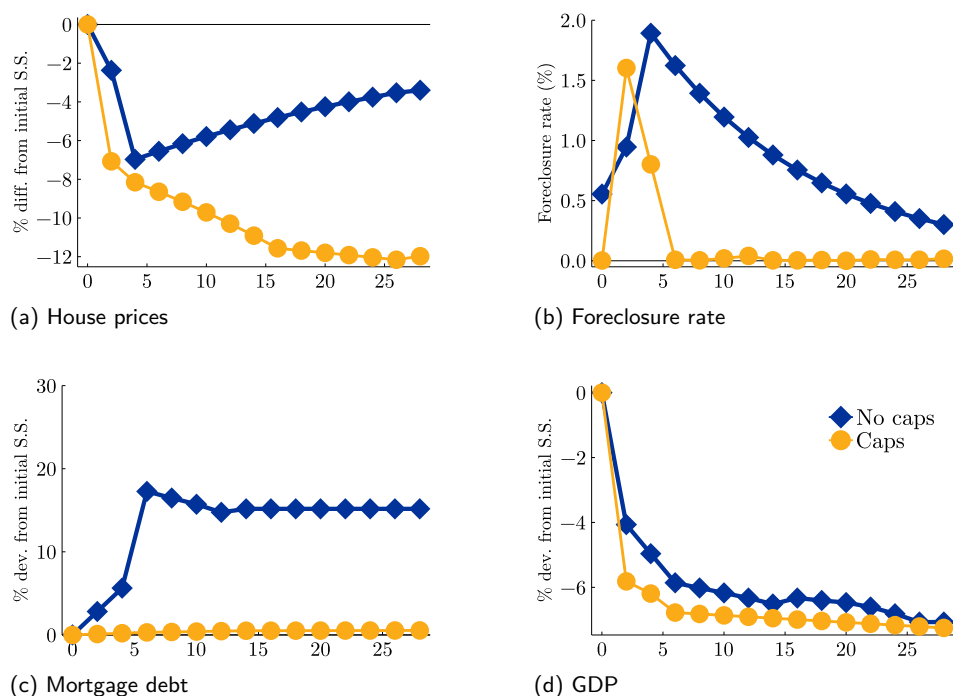 % diff. from initial S.S.
0
−2
−4
−6
−8
−10
−12
0 5 10 15 20 25
(a) House prices
Foreclosure rate (%)
2.0
1.5
1.0
0.5
0.0
0 5 10 15 20 25
(b) Foreclosure rate
% dev. from initial S.S.
30
20
10
0
0 5 10 15 20 25
(c) Mortgage debt
% dev. from initial S.S.
0
−2
−4
−6
No caps
Caps
0 5 10 15 20 25
(d) GDP